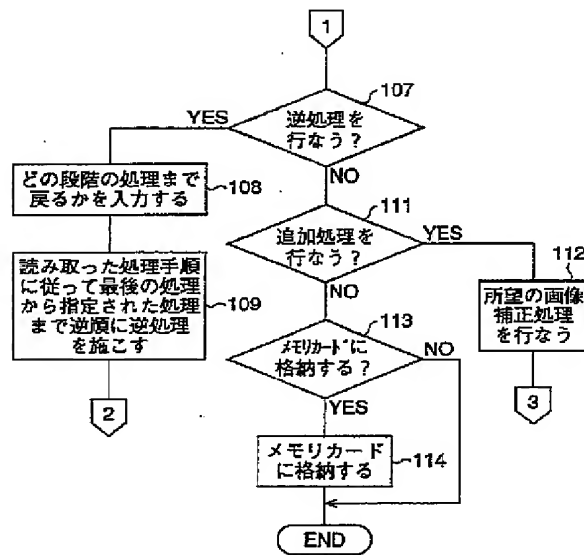 1
107
YES
逆処理を
行なう?
NO
どの段階の処理まで
戻るかを入力する
108
111
追加処理を
行なう?
YES
NO
読み取った処理手順
に従って最後の処理
から指定された処理
まで逆順に逆処理
を施こす
109
112
所望の画像
補正処理
を行なう
113
メモリカードに
格納する?
NO
YES
2
3
メモリカード
に格納する
114
END